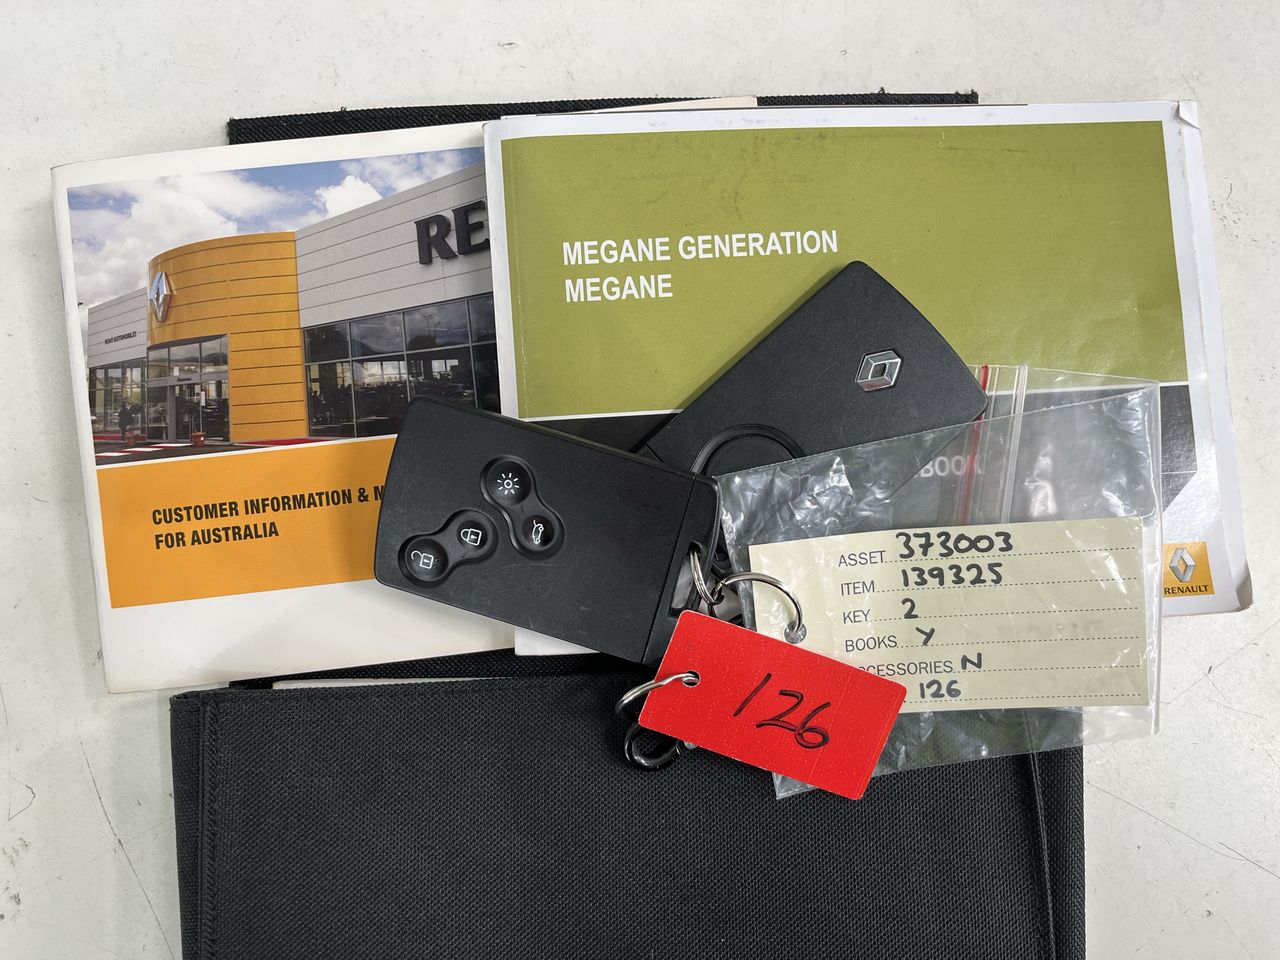 RE
CUSTOMER INFORMATION & M
FOR AUSTRALIA
MEGANE GENERATION
MEGANE
BOOK
ASSET 373003
ITEM 139325
KEY 2
BOOKS Y
CCESSORIES N
126
RENAULT
126